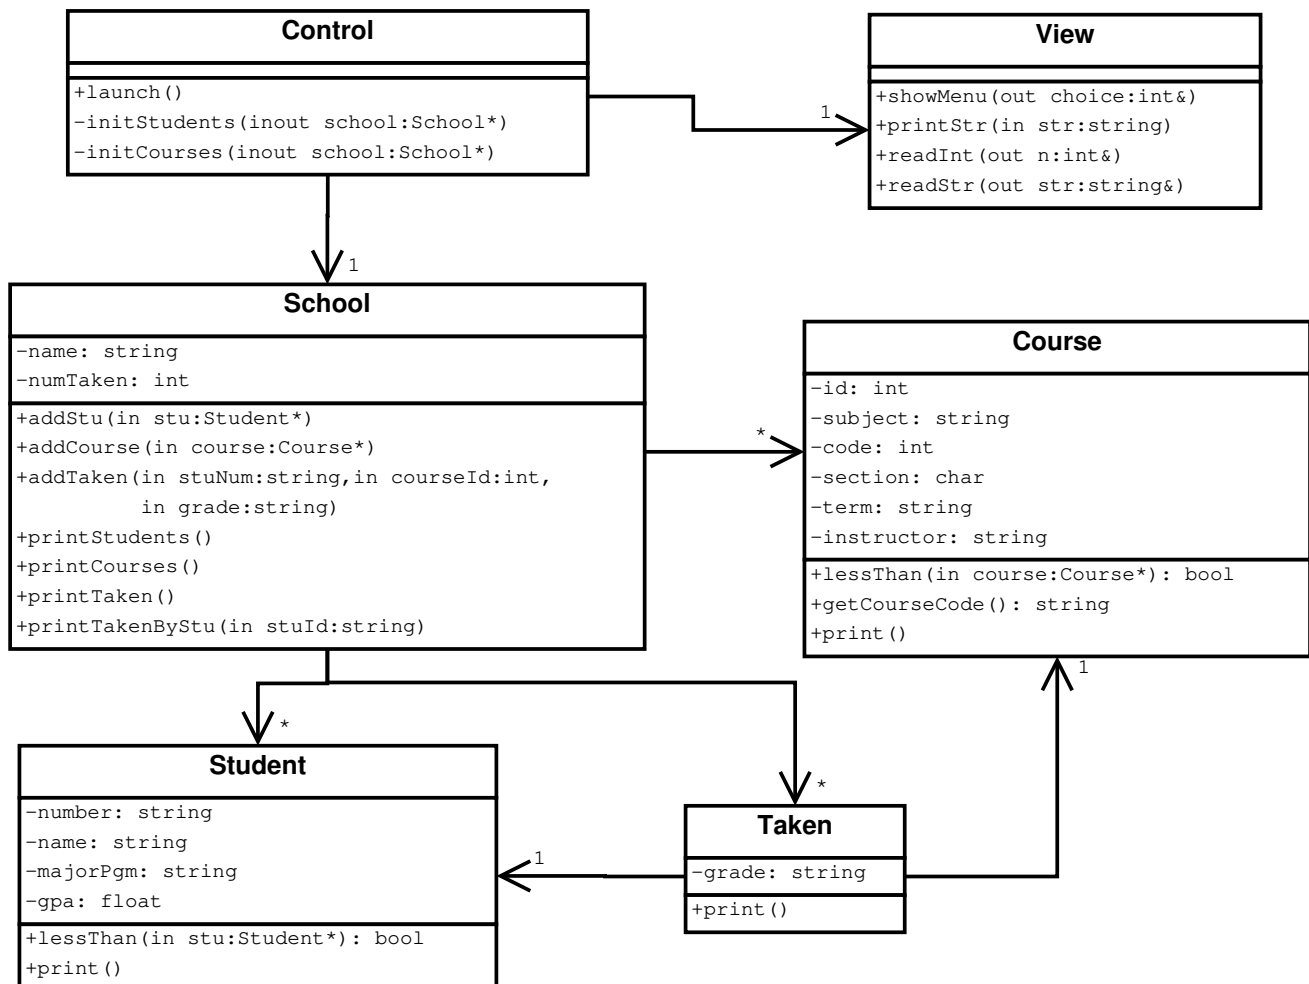 Control
+launch()
−initStudents(inout school:School*)
−initCourses(inout school:School*)
View
+showMenu(out choice:int&)
+printStr(in str:string)
+readInt(out n:int&)
+readStr(out str:string&)
1
1
School
−name: string
−numTaken: int
+addStu(in stu:Student*)
+addCourse(in course:Course*)
+addTaken(in stuNum:string,in courseId:int,
in grade:string)
+printStudents()
+printCourses()
+printTaken()
+printTakenByStu(in stuId:string)
*
Course
−id: int
−subject: string
−code: int
−section: char
−term: string
−instructor: string
+lessThan(in course:Course*): bool
+getCourseCode(): string
+print()
1
*
*
Student
−number: string
−name: string
−majorPgm: string
−gpa: float
+lessThan(in stu:Student*): bool
+print()
1
Taken
−grade: string
+print()